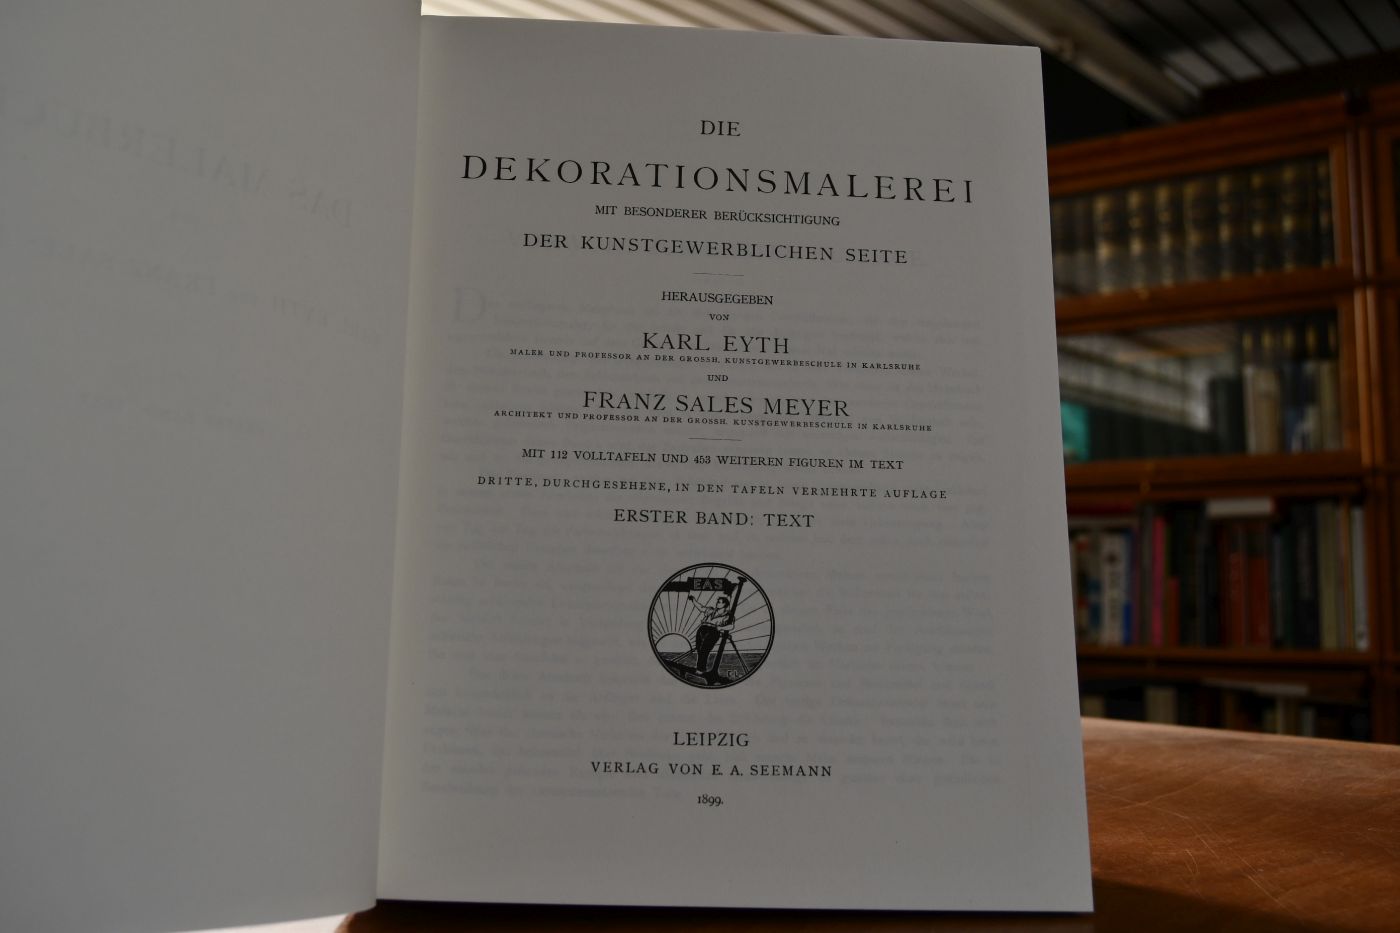 DIE
DEKORATIONSMALEREI
MIT BESONDERER BERÜCKSICHTIGUNG
DER KUNSTGEWERBLICHEN SEITE
HERAUSGEGEBEN
VON
KARL EYTH
MALER UND PROFESSOR AN DER GROSSH. KUNSTGEWERBESCHULE IN KARLSRUHE
UND
FRANZ SALES MEYER
ARCHITEKT UND PROFESSOR AN DER GROSSH. KUNSTGEWERBESCHULE IN KARLSRUHE
MIT 112 VOLLTAFELN UND 453 WEITEREN FIGUREN IM TEXT
DRITTE, DURCHGESEHENE, IN DEN TAFELN VERMEHRTE AUFLAGE
ERSTER BAND: TEXT
EAS
LEIPZIG
VERLAG VON E. A. SEEMANN
1899.